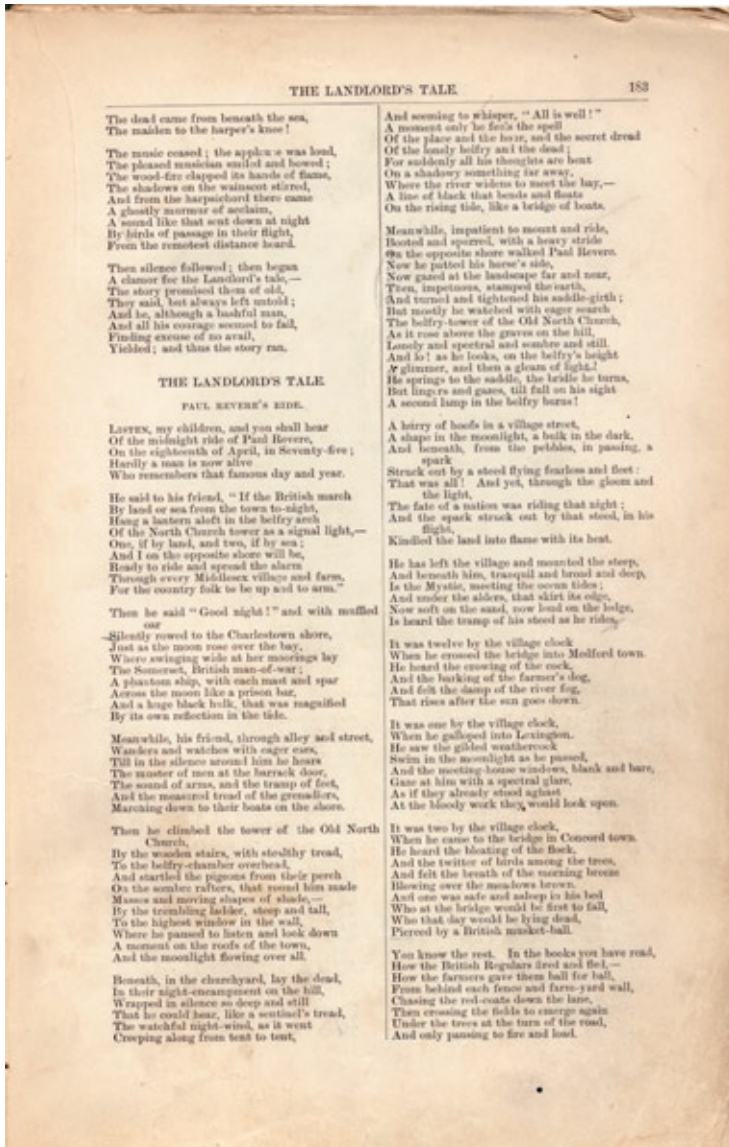 THE LANDLORD'S TALE.
183
The dead came from beneath the sea,
The maiden to the harper's knee!
The music ceased; the applause was loud,
The pleased musician smiled and bowed;
The wood-fire clapped its hands of flame,
The shadows on the wainscot stirred,
And from the harpsichord there came
A ghostly murmur of acclaim,
A sound like that sent down at night
By birds of passage in their flight,
From the remotest distance heard.
Then silence followed; then began
A clamor for the Landlord's tale,—
The story promised them of old,
They said, but always left untold;
And he, although a bashful man,
And all his courage seemed to fail,
Finding excuse of no avail,
Yielded; and thus the story ran.
THE LANDLORD'S TALE.
PAUL REVERE'S RIDE.
LISTEN, my children, and you shall hear
Of the midnight ride of Paul Revere,
On the eighteenth of April, in Seventy-five;
Hardly a man is now alive
Who remembers that famous day and year.
He said to his friend, "If the British march
By land or sea from the town to-night,
Hang a lantern aloft in the belfry arch
Of the North Church tower as a signal light,—
One, if by land, and two, if by sea;
And I on the opposite shore will be,
Ready to ride and spread the alarm
Through every Middlesex village and farm,
For the country folk to be up and to arm."
Then he said "Good night!" and with muffled
oar
Silently rowed to the Charlestown shore,
Just as the moon rose over the bay,
Where swinging wide at her moorings lay
The Somerset, British man-of-war;
A phantom ship, with each mast and spar
Across the moon like a prison bar,
And a huge black hulk, that was magnified
By its own reflection in the tide.
Meanwhile, his friend, through alley and street,
Wanders and watches with eager ears,
Till in the silence around him he hears
The muster of men at the barrack door,
The sound of arms, and the tramp of feet,
And the measured tread of the grenadiers,
Marching down to their boats on the shore.
Then he climbed the tower of the Old North
Church,
By the wooden stairs, with stealthy tread,
To the belfry-chamber overhead,
And startled the pigeons from their perch
On the sombre rafters, that round him made
Masses and moving shapes of shade,—
By the trembling ladder, steep and tall,
To the highest window in the wall,
Where he paused to listen and look down
A moment on the roofs of the town,
And the moonlight flowing over all.
Beneath, in the churchyard, lay the dead,
In their night-encampment on the hill,
Wrapped in silence so deep and still
That he could hear, like a sentinel's tread,
The watchful night-wind, as it went
Creeping along from tent to tent,
And seeming to whisper, "All is well!"
A moment only he feels the spell
Of the place and the hour, and the secret dread
Of the lonely belfry and the dead;
For suddenly all his thoughts are bent
On a shadowy something far away,
Where the river widens to meet the bay,—
A line of black that bends and floats
On the rising tide, like a bridge of boats.
Meanwhile, impatient to mount and ride,
Booted and spurred, with a heavy stride
On the opposite shore walked Paul Revere.
Now he patted his horse's side,
Now gazed at the landscape far and near,
Then, impetuous, stamped the earth,
And turned and tightened his saddle-girth;
But mostly he watched with eager search
The belfry-tower of the Old North Church,
As it rose above the graves on the hill,
Lonely and spectral and sombre and still.
And lo! as he looks, on the belfry's height
A glimmer, and then a gleam of light!
He springs to the saddle, the bridle he turns,
But lingers and gazes, till full on his sight
A second lamp in the belfry burns!
A hurry of hoofs in a village street,
A shape in the moonlight, a bulk in the dark,
And beneath, from the pebbles, in passing, a
spark
Struck out by a steed flying fearless and fleet:
That was all! And yet, through the gloom and
the light,
The fate of a nation was riding that night;
And the spark struck out by that steed, in his
flight,
Kindled the land into flame with its heat.
He has left the village and mounted the steep,
And beneath him, tranquil and broad and deep,
Is the Mystic, meeting the ocean tides;
And under the alders, that skirt its edge,
Now soft on the sand, now loud on the ledge,
Is heard the tramp of his steed as he rides.
It was twelve by the village clock
When he crossed the bridge into Medford town.
He heard the crowing of the cock,
And the barking of the farmer's dog,
And felt the damp of the river fog,
That rises after the sun goes down.
It was one by the village clock,
When he galloped into Lexington.
He saw the gilded weathercock
Swim in the moonlight as he passed,
And the meeting-house windows, blank and bare,
Gaze at him with a spectral glare,
As if they already stood aghast
At the bloody work they would look upon.
It was two by the village clock,
When he came to the bridge in Concord town.
He heard the bleating of the flock,
And the twitter of birds among the trees,
And felt the breath of the morning breeze
Blowing over the meadows brown.
And one was safe and asleep in his bed
Who at the bridge would be first to fall,
Who that day would be lying dead,
Pierced by a British musket-ball.
You know the rest. In the books you have read,
How the British Regulars fired and fled,—
How the farmers gave them ball for ball,
From behind each fence and farm-yard wall,
Chasing the red-coats down the lane,
Then crossing the fields to emerge again
Under the trees at the turn of the road,
And only pausing to fire and load.